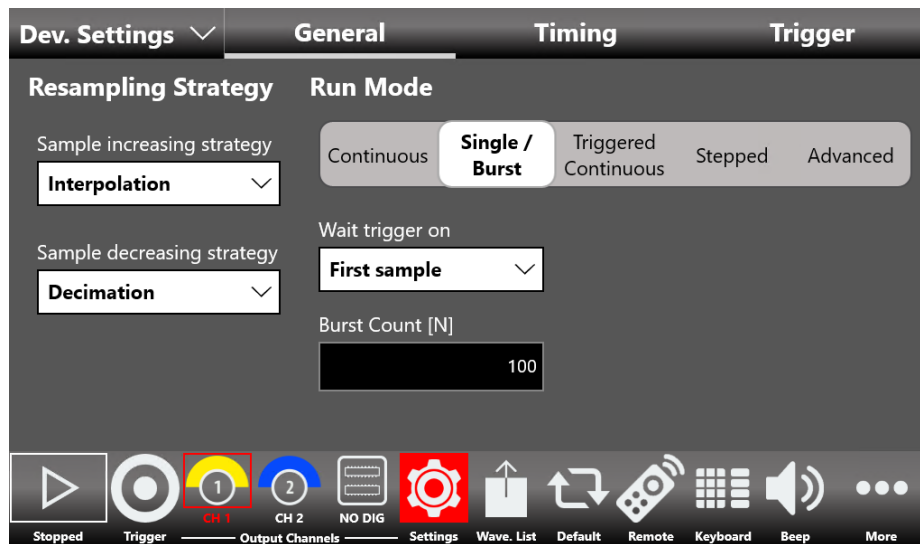 Dev. Settings
General
Timing
Trigger
Resampling Strategy
Run Mode
Sample increasing strategy
Interpolation
Sample decreasing strategy
Decimation
Continuous
Single /
Burst
Triggered
Continuous
Stepped
Advanced
Wait trigger on
First sample
Burst Count [N]
100
1
2
CH 1
CH 2
NO DIG
Stopped
Trigger
Output Channels
Settings
Wave. List
Default
Remote
Keyboard
Beep
More